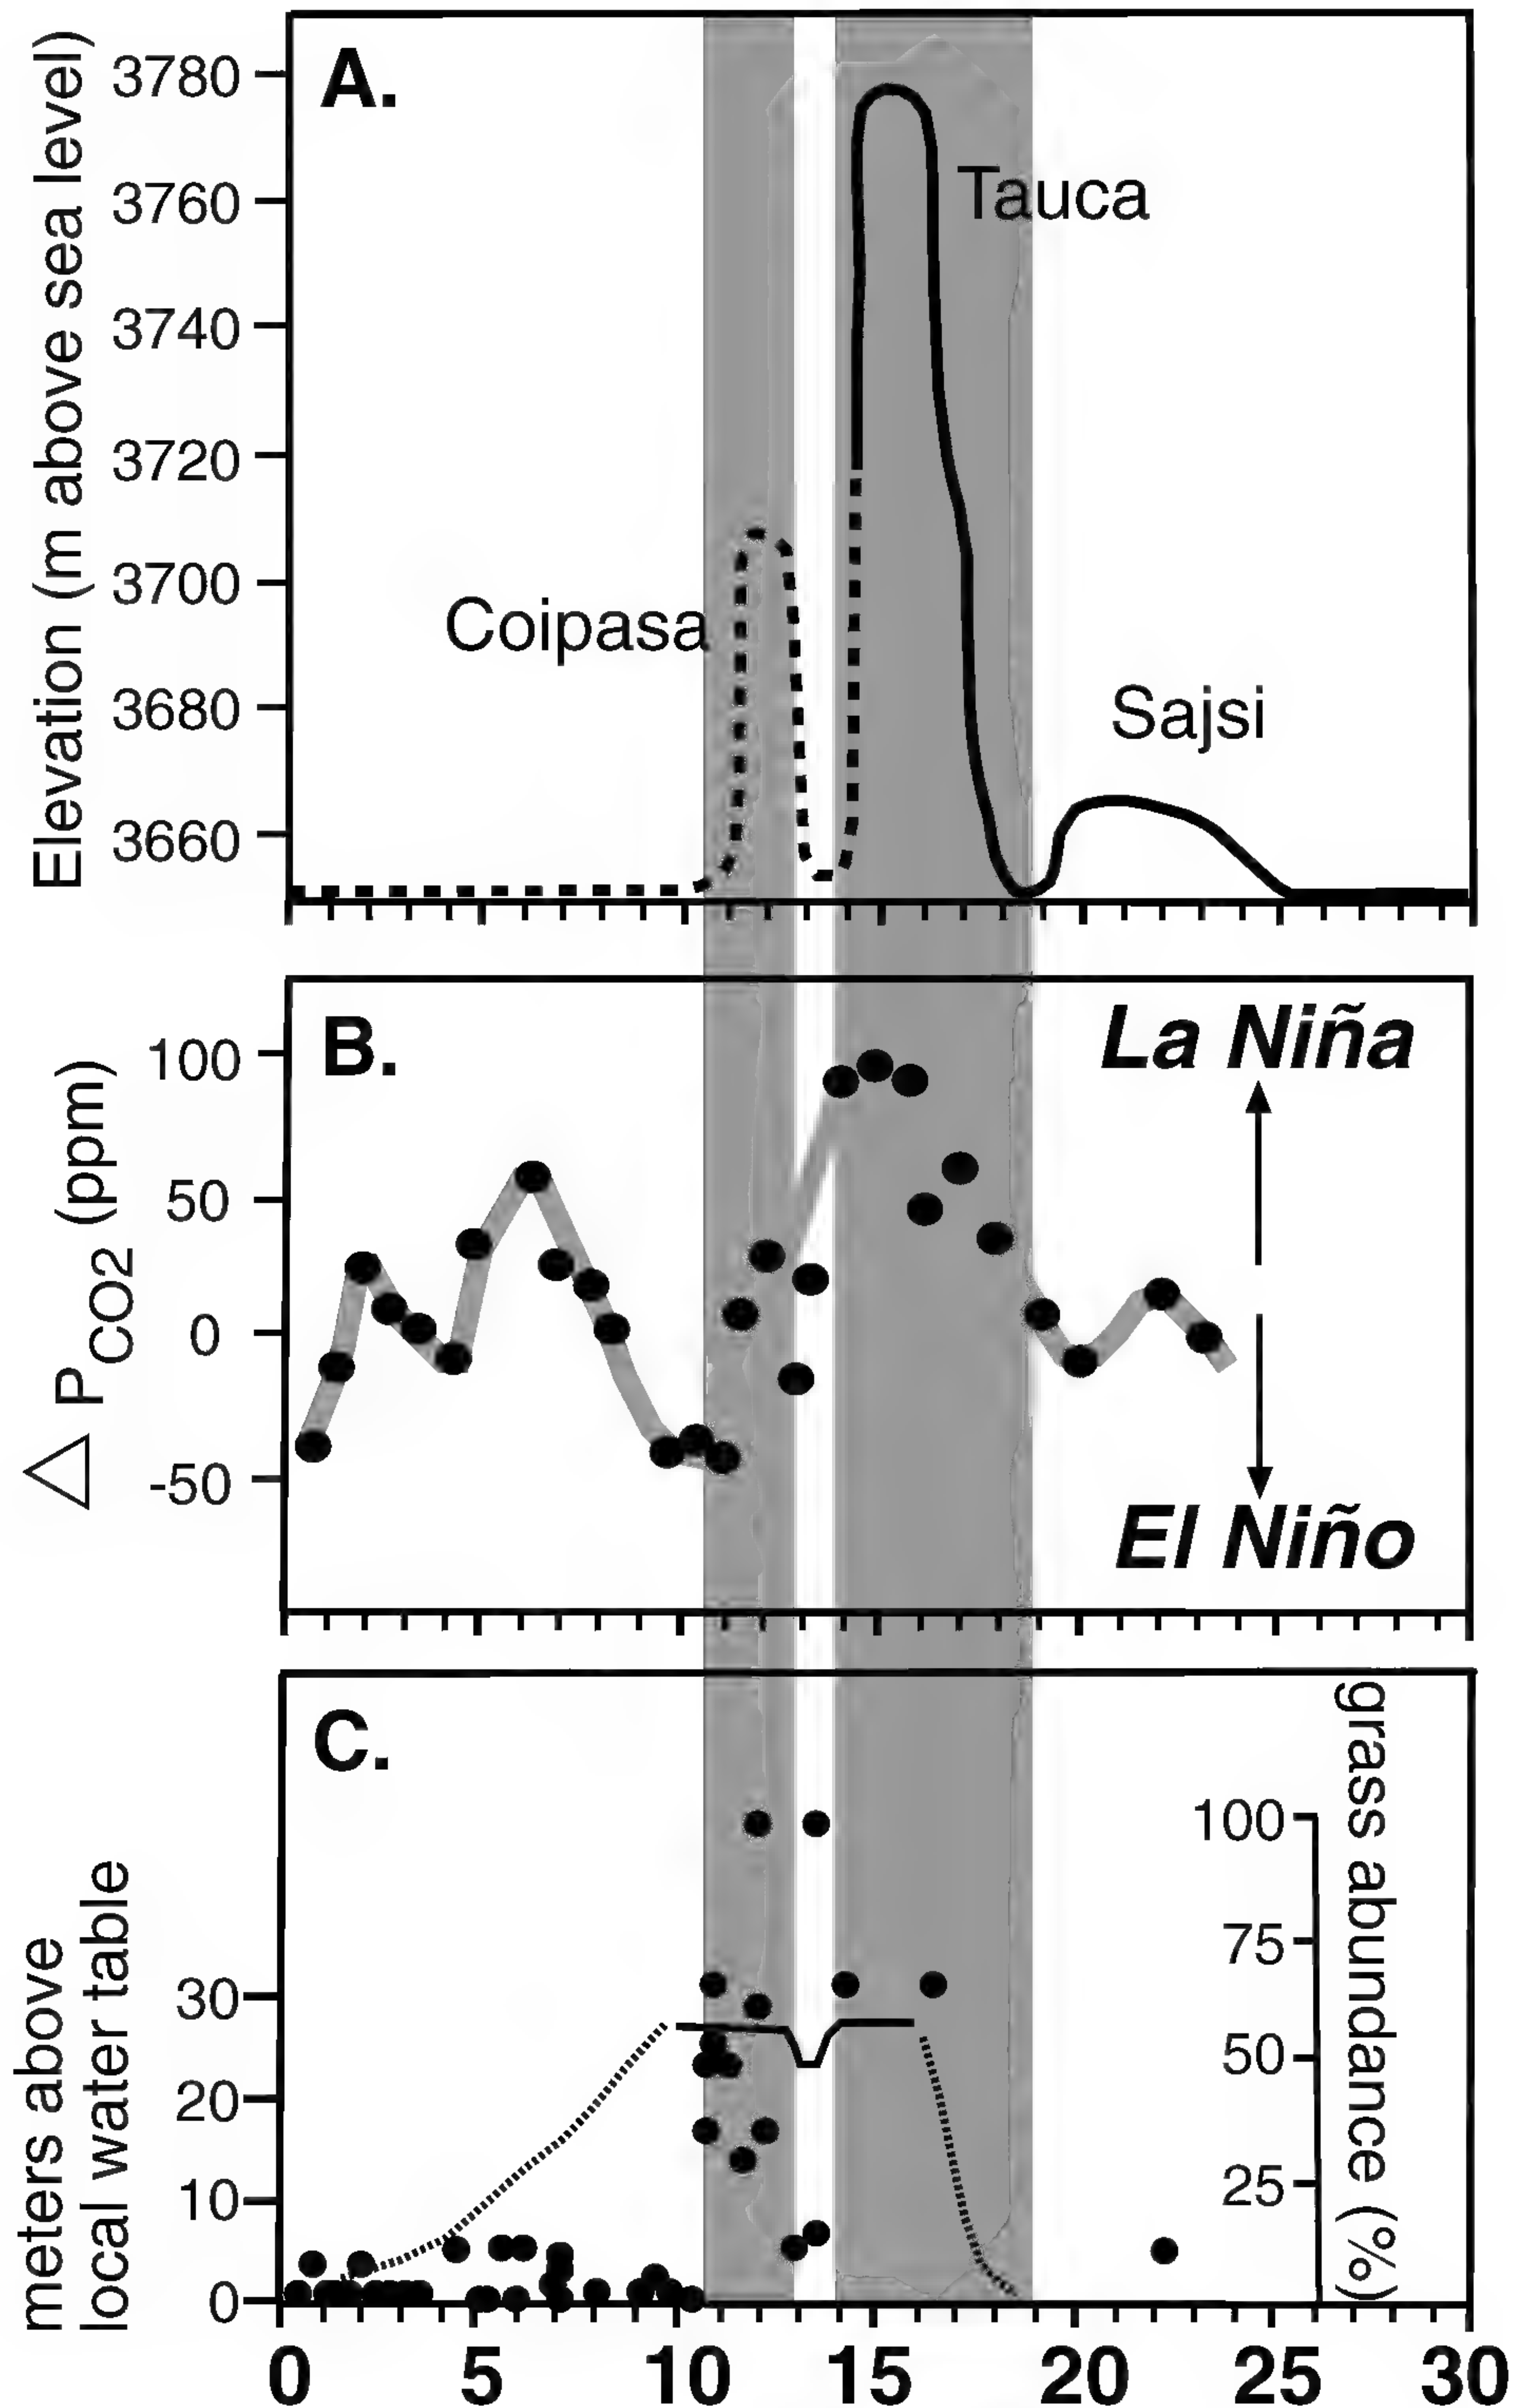 A.
Elevation (m above sea level)
3780
3760
3740
3720
3700
3680
3660
Tauca
Coipasa
Sajsi
B.
△ PCO2 (ppm)
100
50
0
-50
La Niña
El Niño
C.
meters above
local water table
30
20
10
0
grass abundance (%)
100
75
50
25
0 5 10 15 20 25 30